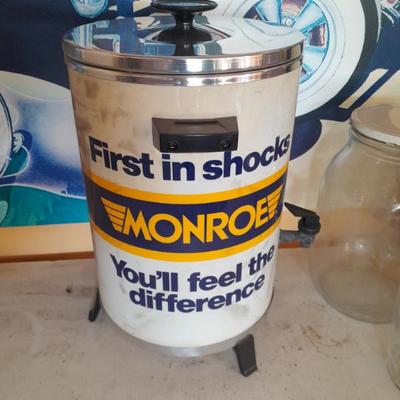 First in shocks
MONROE
You'll feel the
difference